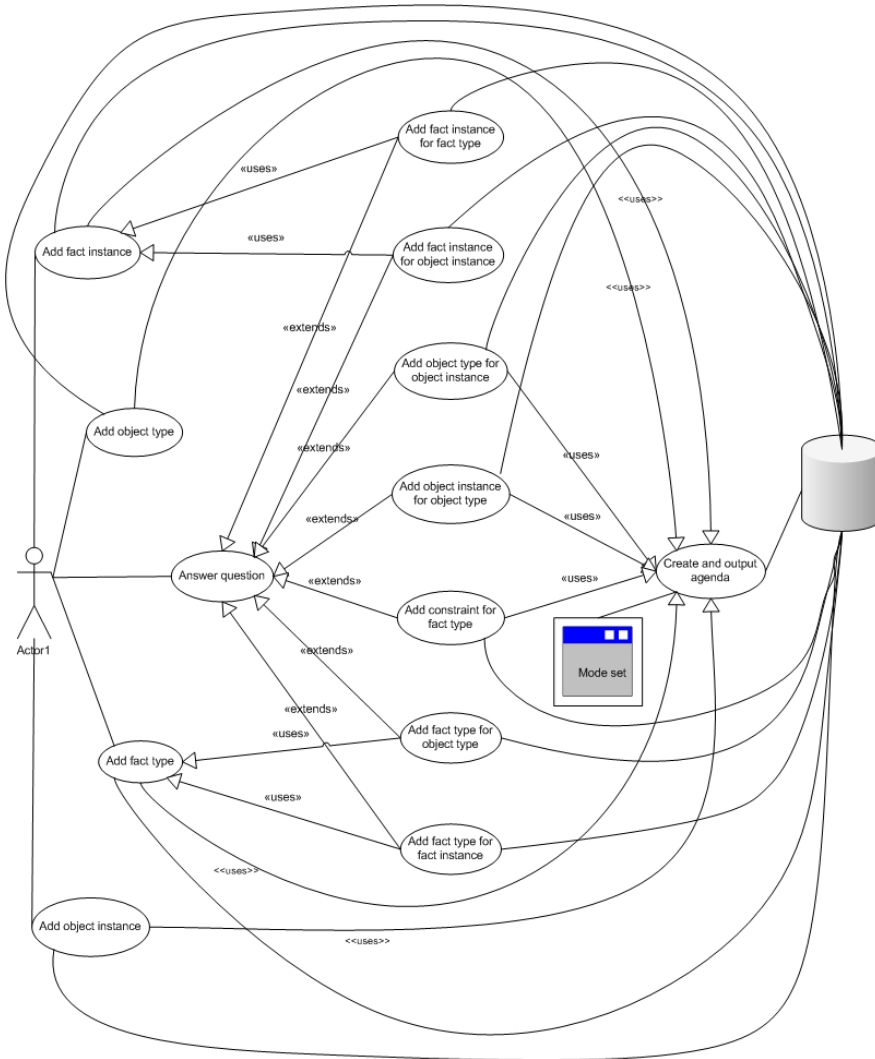 Add fact instance
for fact type
«uses»
<<uses>>
«uses»
Add fact instance
Add fact instance
for object instance
<<uses>>
«extends»
Add object type for
object instance
«extends»
Add object type
«extends»
«uses»
Add object instance
for object type
«extends»
«uses»
Answer question
Create and output
agenda
«extends»
«uses»
Add constraint for
fact type
Actor1
Mode set
«extends»
«uses»
Add fact type for
object type
Add fact type
«uses»
Add fact type for
fact instance
<<uses>>
Add object instance
<<uses>>